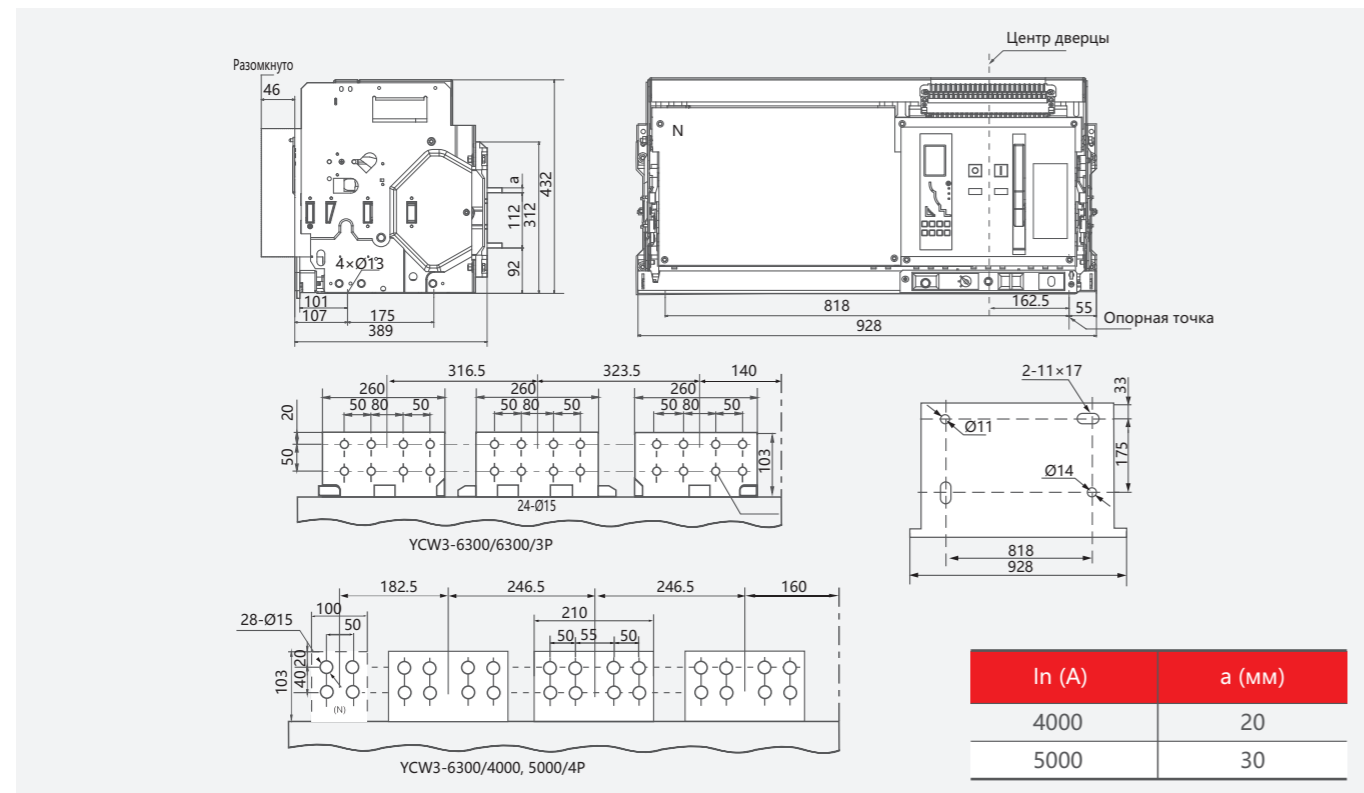 Центр дверцы
Разомкнуто
46
N
a
432
312
112
92
4×Ø13
101
107
175
389
818
162.5
55
928
Опорная точка
316.5
323.5
140
260
260
260
50 80 50
50 80 50
50 80 50
20
50
103
24-Ø15
YCW3-6300/6300/3P
2-11×17
33
Ø11
175
Ø14
818
928
182.5
246.5
246.5
160
28-Ø15
100
50
210
50 55 50
20
40
103
(N)
YCW3-6300/4000, 5000/4P
In (A) a (мм)
4000 20
5000 30